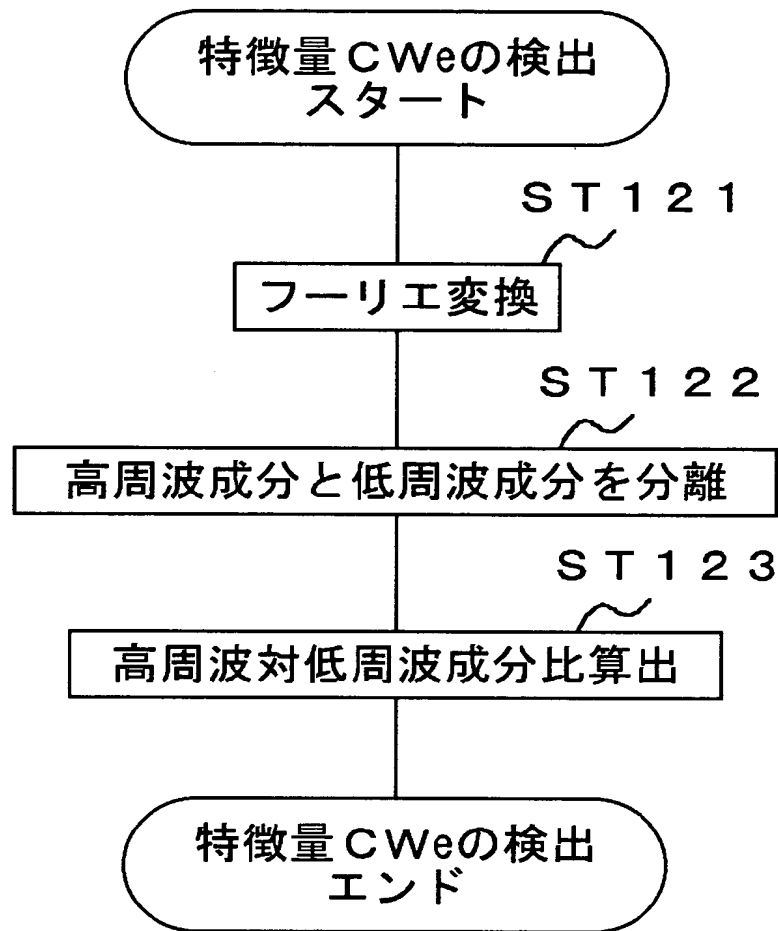 特徴量CWeの検出
スタート
ST121
フーリエ変換
ST122
高周波成分と低周波成分を分離
ST123
高周波対低周波成分比算出
特徴量CWeの検出
エンド